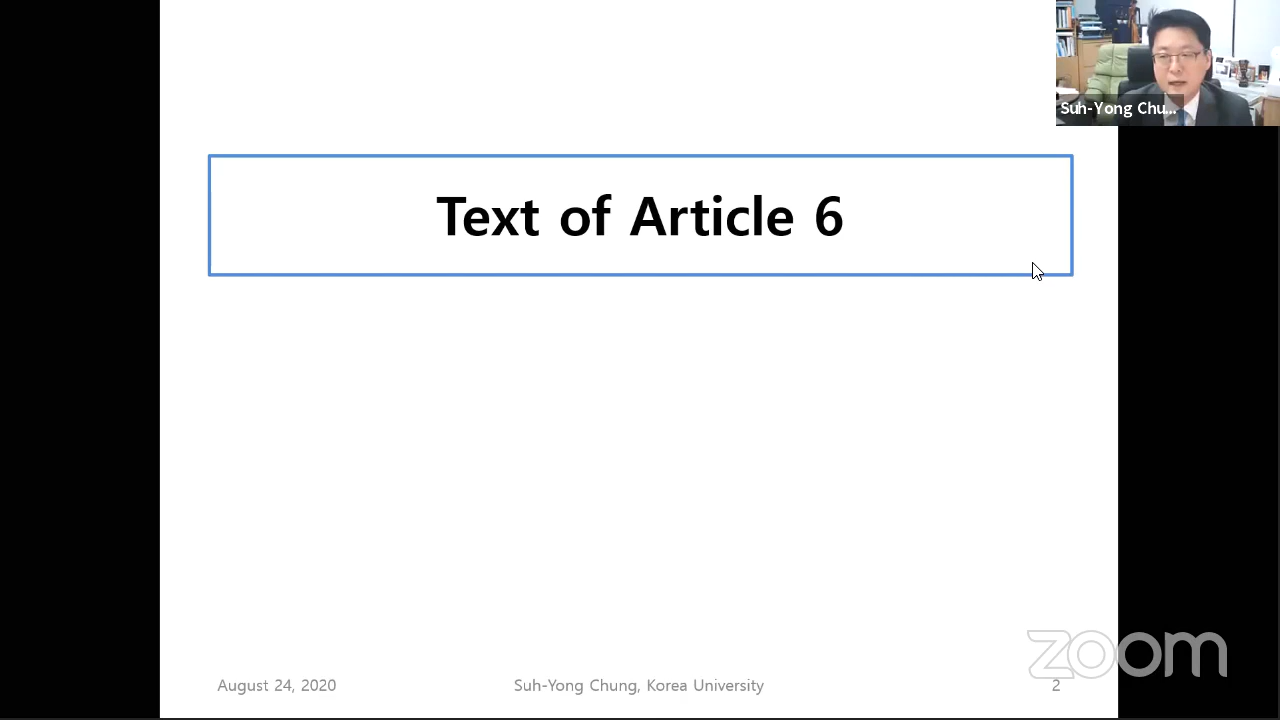 Suh-Yong Chu...
Text of Article 6
zoom
August 24, 2020
Suh-Yong Chung, Korea University
2